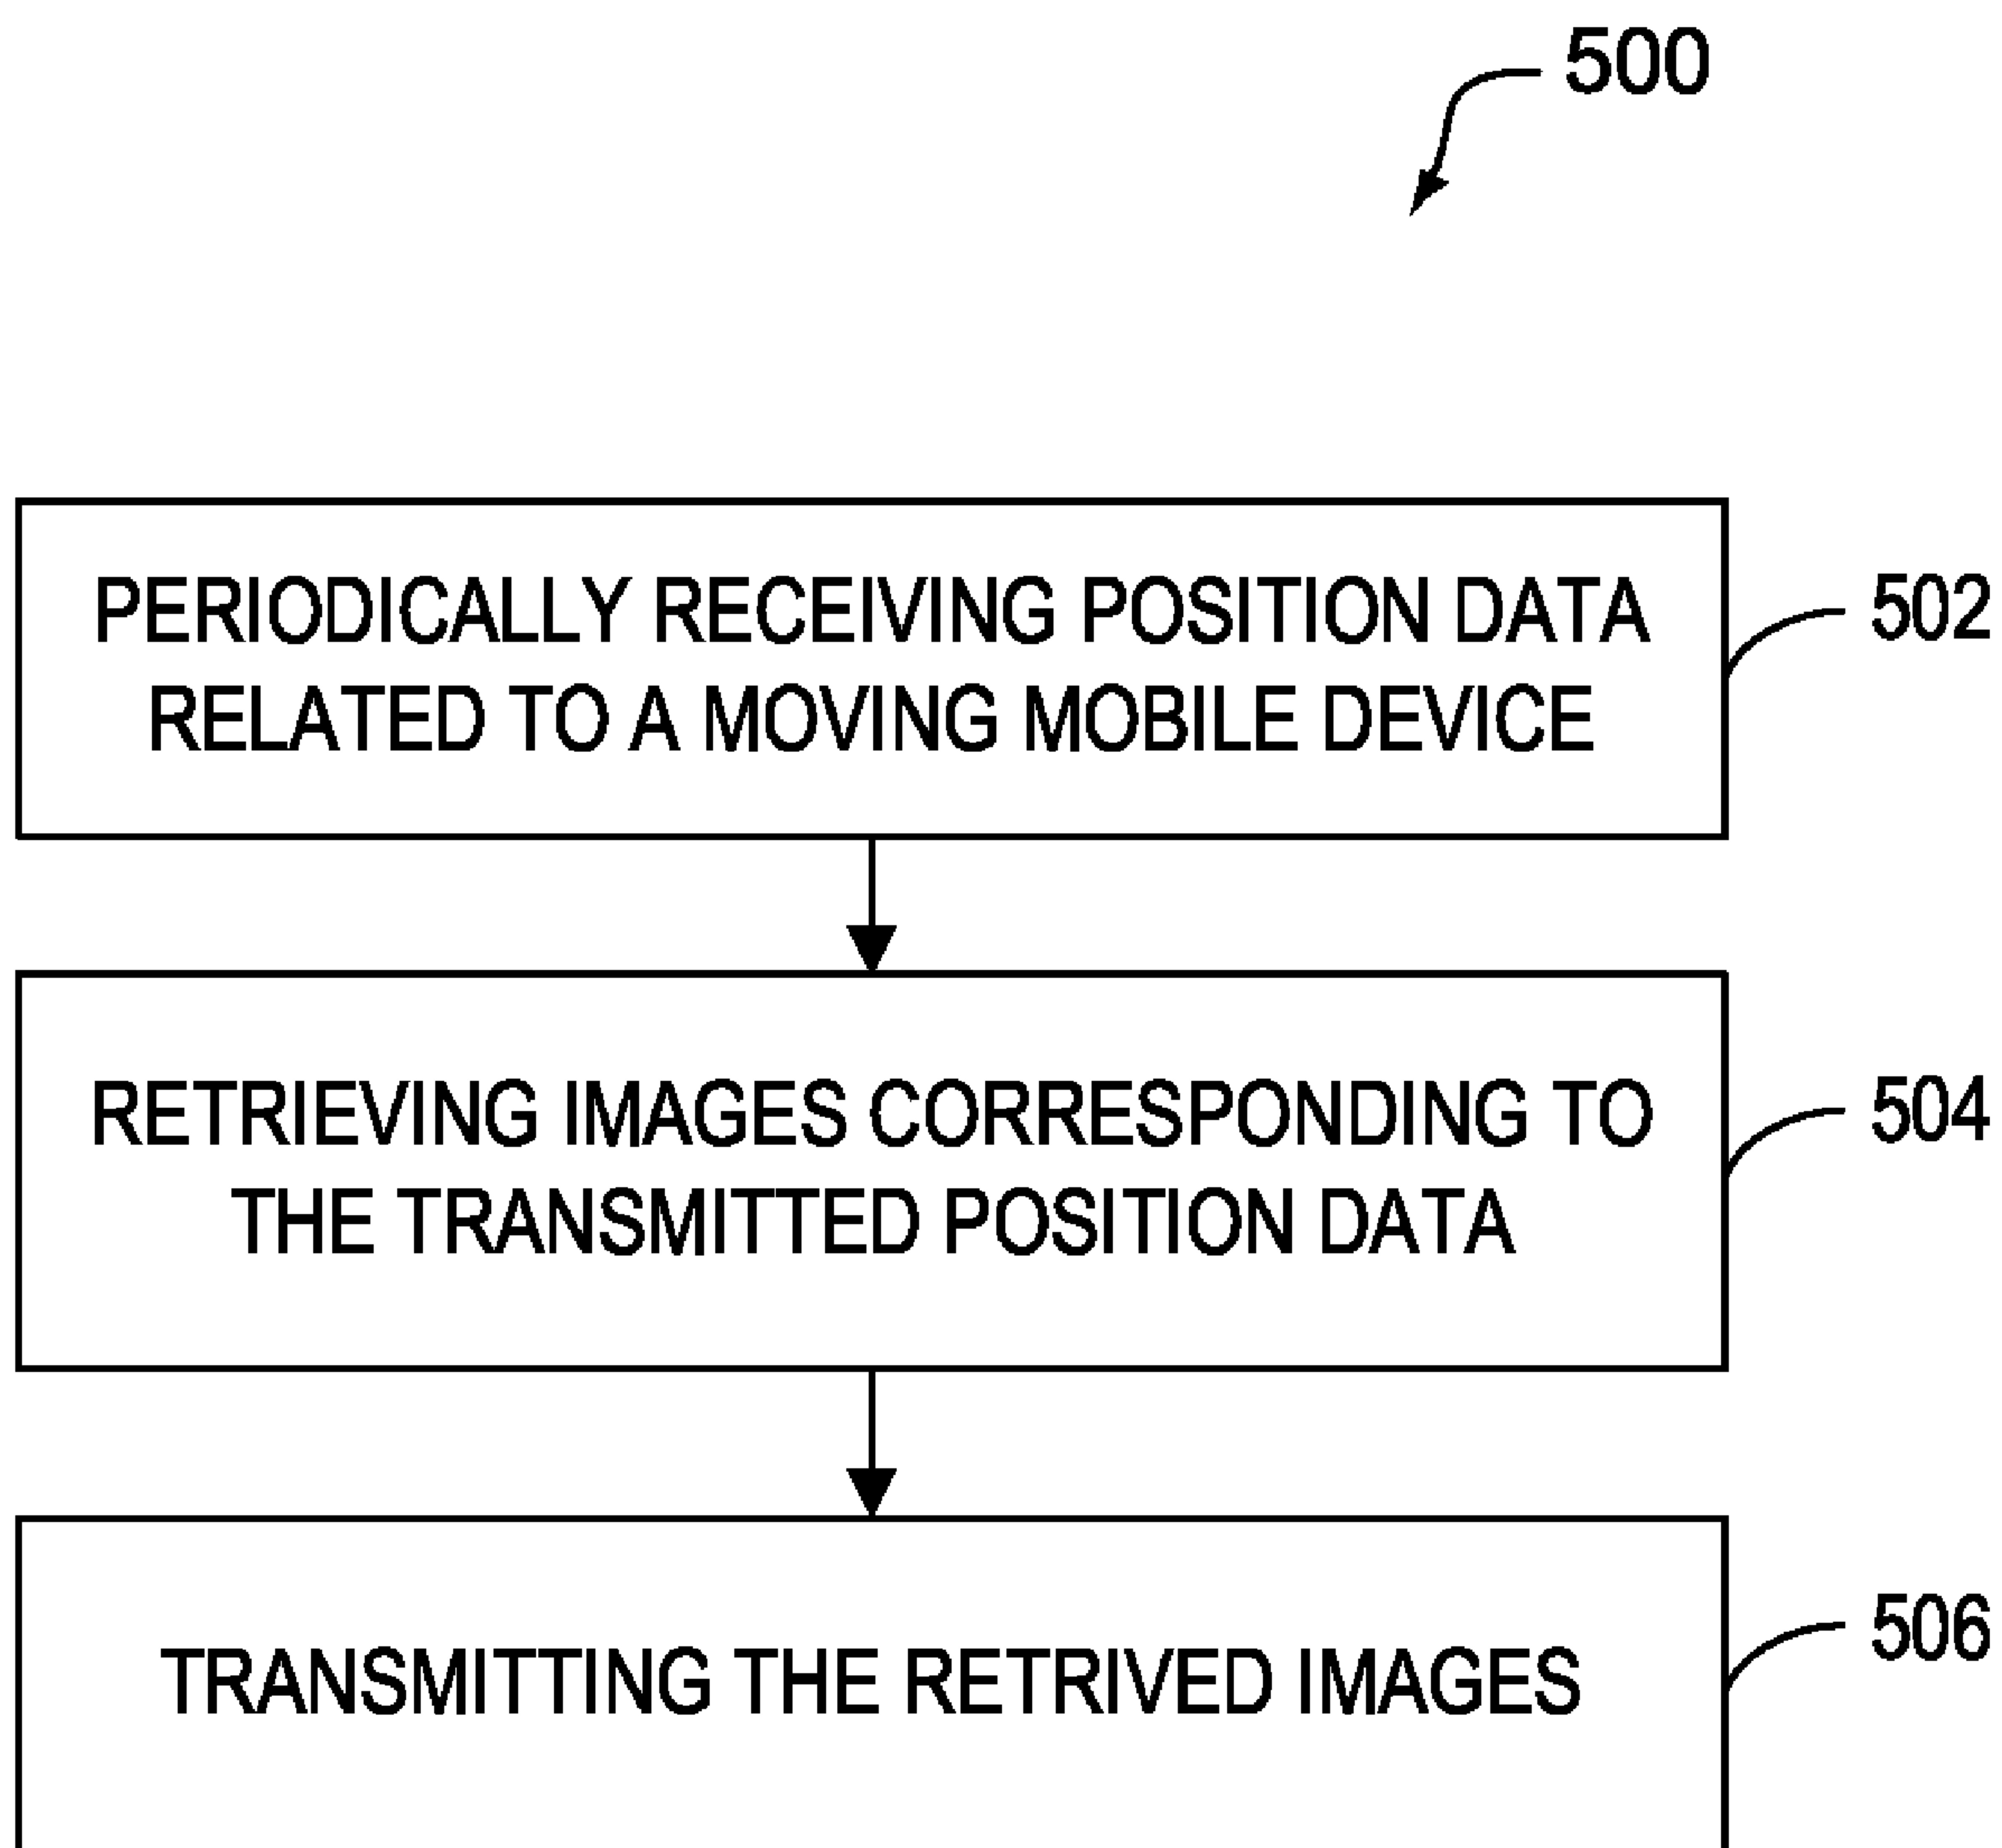 500
PERIODICALLY RECEIVING POSITION DATA
RELATED TO A MOVING MOBILE DEVICE
502
RETRIEVING IMAGES CORRESPONDING TO
THE TRANSMITTED POSITION DATA
504
TRANSMITTING THE RETRIVED IMAGES
506